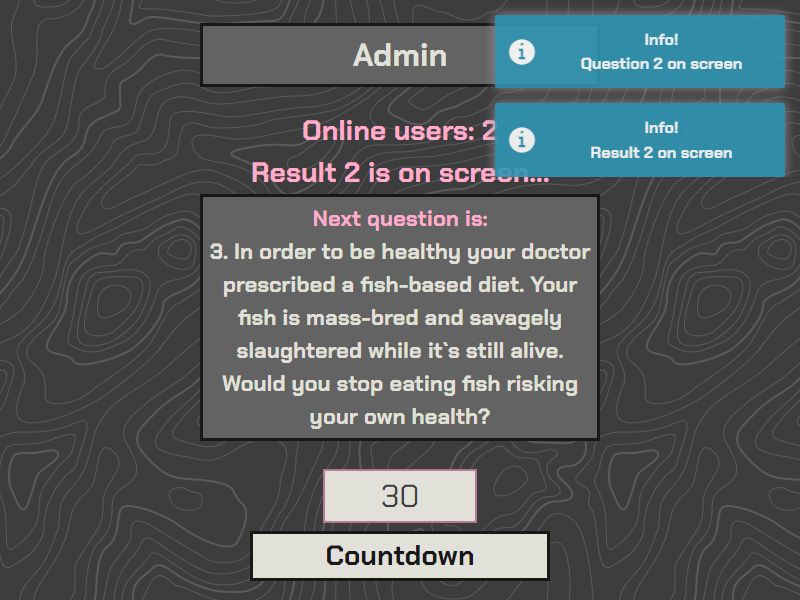 Admin
Info!
Question 2 on screen
Online users: 2
Info!
Result 2 on screen
Result 2 is on screen...
Next question is:
3. In order to be healthy your doctor
prescribed a fish-based diet. Your
fish is mass-bred and savagely
slaughtered while it`s still alive.
Would you stop eating fish risking
your own health?
30
Countdown